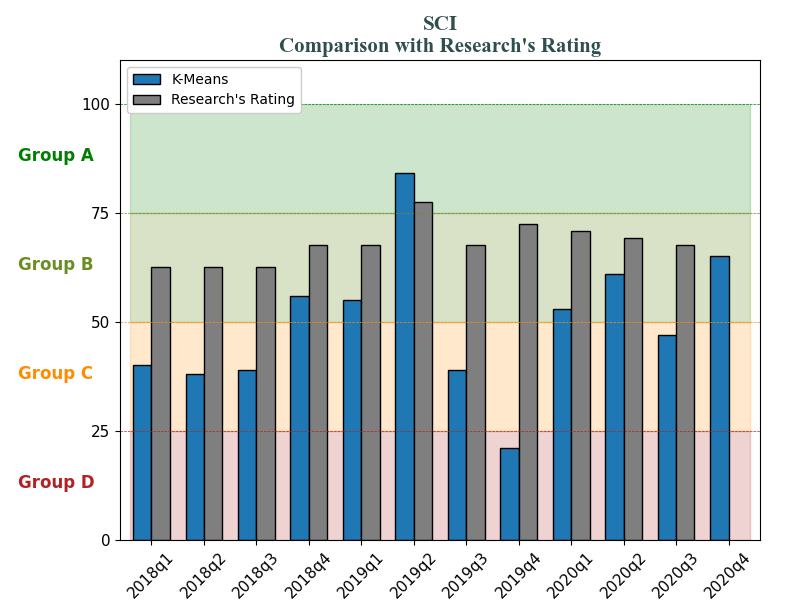 SCI
Comparison with Research's Rating
K-Means
Research's Rating
100
Group A
75
Group B
50
Group C
25
Group D
0
2018q1 2018q2 2018q3 2018q4 2019q1 2019q2 2019q3 2019q4 2020q1 2020q2 2020q3 2020q4